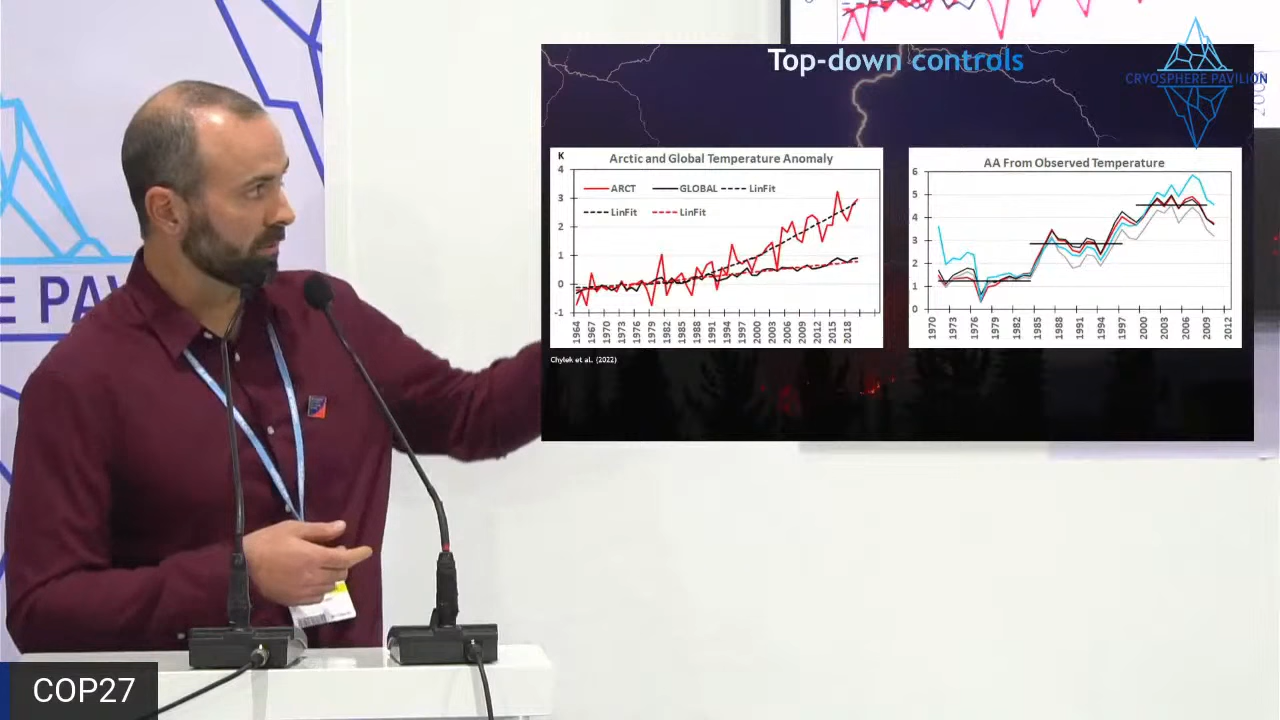 Top-down controls
CRYOSPHERE PAVILION
E PAV
K
Arctic and Global Temperature Anomaly
ARCT GLOBAL LinFit
LinFit LinFit
4
3
2
1
0
-1
1964 1967 1970 1973 1976 1979 1982 1985 1988 1991 1994 1997 2000 2003 2006 2009 2012 2015 2018
AA From Observed Temperature
6
5
4
3
2
1
0
1970 1973 1976 1979 1982 1985 1988 1991 1994 1997 2000 2003 2006 2009 2012
Chylek et al. (2022)
COP27